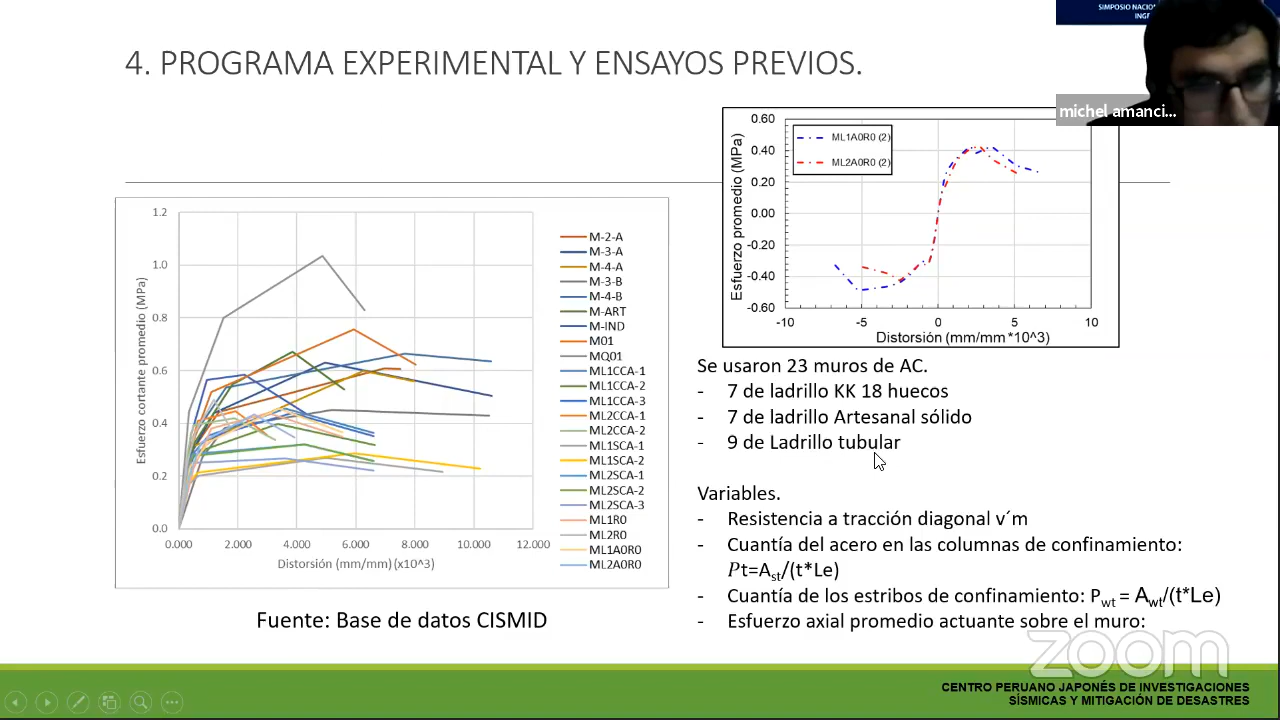 SIMPOSIO NACIO
INGE
michel amanci...
4. PROGRAMA EXPERIMENTAL Y ENSAYOS PREVIOS.
Esfuerzo promedio (MPa)
0.60
0.40
0.20
0.00
-0.20
-0.40
-0.60
ML1A0R0 (2)
ML2A0R0 (2)
-10 -5 0 5 10
Distorsión (mm/mm *10^3)
Esfuerzo cortante promedio (MPa)
1.2
1.0
0.8
0.6
0.4
0.2
0.0
0.000 2.000 4.000 6.000 8.000 10.000 12.000
Distorsión (mm/mm) (x10^3)
M-2-A
M-3-A
M-4-A
M-3-B
M-4-B
M-ART
M-IND
M01
MQ01
ML1CCA-1
ML1CCA-2
ML1CCA-3
ML2CCA-1
ML2CCA-2
ML1SCA-1
ML1SCA-2
ML2SCA-1
ML2SCA-2
ML2SCA-3
ML1R0
ML2R0
ML1A0R0
ML2A0R0
Fuente: Base de datos CISMID
Se usaron 23 muros de AC.
- 7 de ladrillo KK 18 huecos
- 7 de ladrillo Artesanal sólido
- 9 de Ladrillo tubular
Variables.
- Resistencia a tracción diagonal v´m
- Cuantía del acero en las columnas de confinamiento:
Pt=Ast/(t*Le)
- Cuantía de los estribos de confinamiento: Pwt = Awt/(t*Le)
- Esfuerzo axial promedio actuante sobre el muro:
zoom
CENTRO PERUANO JAPONÉS DE INVESTIGACIONES
SÍSMICAS Y MITIGACIÓN DE DESASTRES